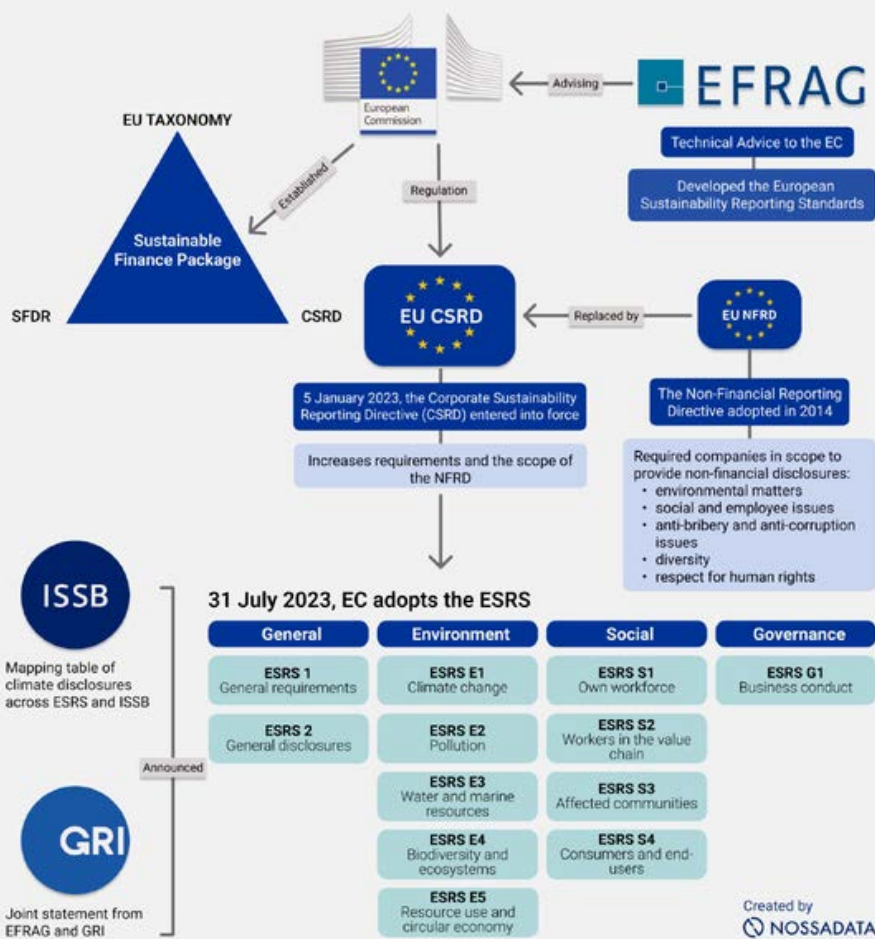 European
Commission
Advising
EFRAG
Technical Advice to the EC
Developed the European
Sustainability Reporting Standards
EU TAXONOMY
Established
Regulation
Sustainable
Finance Package
SFDR
CSRD
EU CSRD
Replaced by
EU NFRD
5 January 2023, the Corporate Sustainability
Reporting Directive (CSRD) entered into force
Increases requirements and the scope of
the NFRD
The Non-Financial Reporting
Directive adopted in 2014
Required companies in scope to
provide non-financial disclosures:
• environmental matters
• social and employee issues
• anti-bribery and anti-corruption
issues
• diversity
• respect for human rights
ISSB
Mapping table of
climate disclosures
across ESRS and ISSB
Announced
GRI
Joint statement from
EFRAG and GRI
31 July 2023, EC adopts the ESRS
General
Environment
Social
Governance
ESRS 1
General requirements
ESRS E1
Climate change
ESRS S1
Own workforce
ESRS G1
Business conduct
ESRS 2
General disclosures
ESRS E2
Pollution
ESRS S2
Workers in the value
chain
ESRS E3
Water and marine
resources
ESRS S3
Affected communities
ESRS E4
Biodiversity and
ecosystems
ESRS S4
Consumers and end-
users
ESRS E5
Resource use and
circular economy
Created by
NOSSADATA